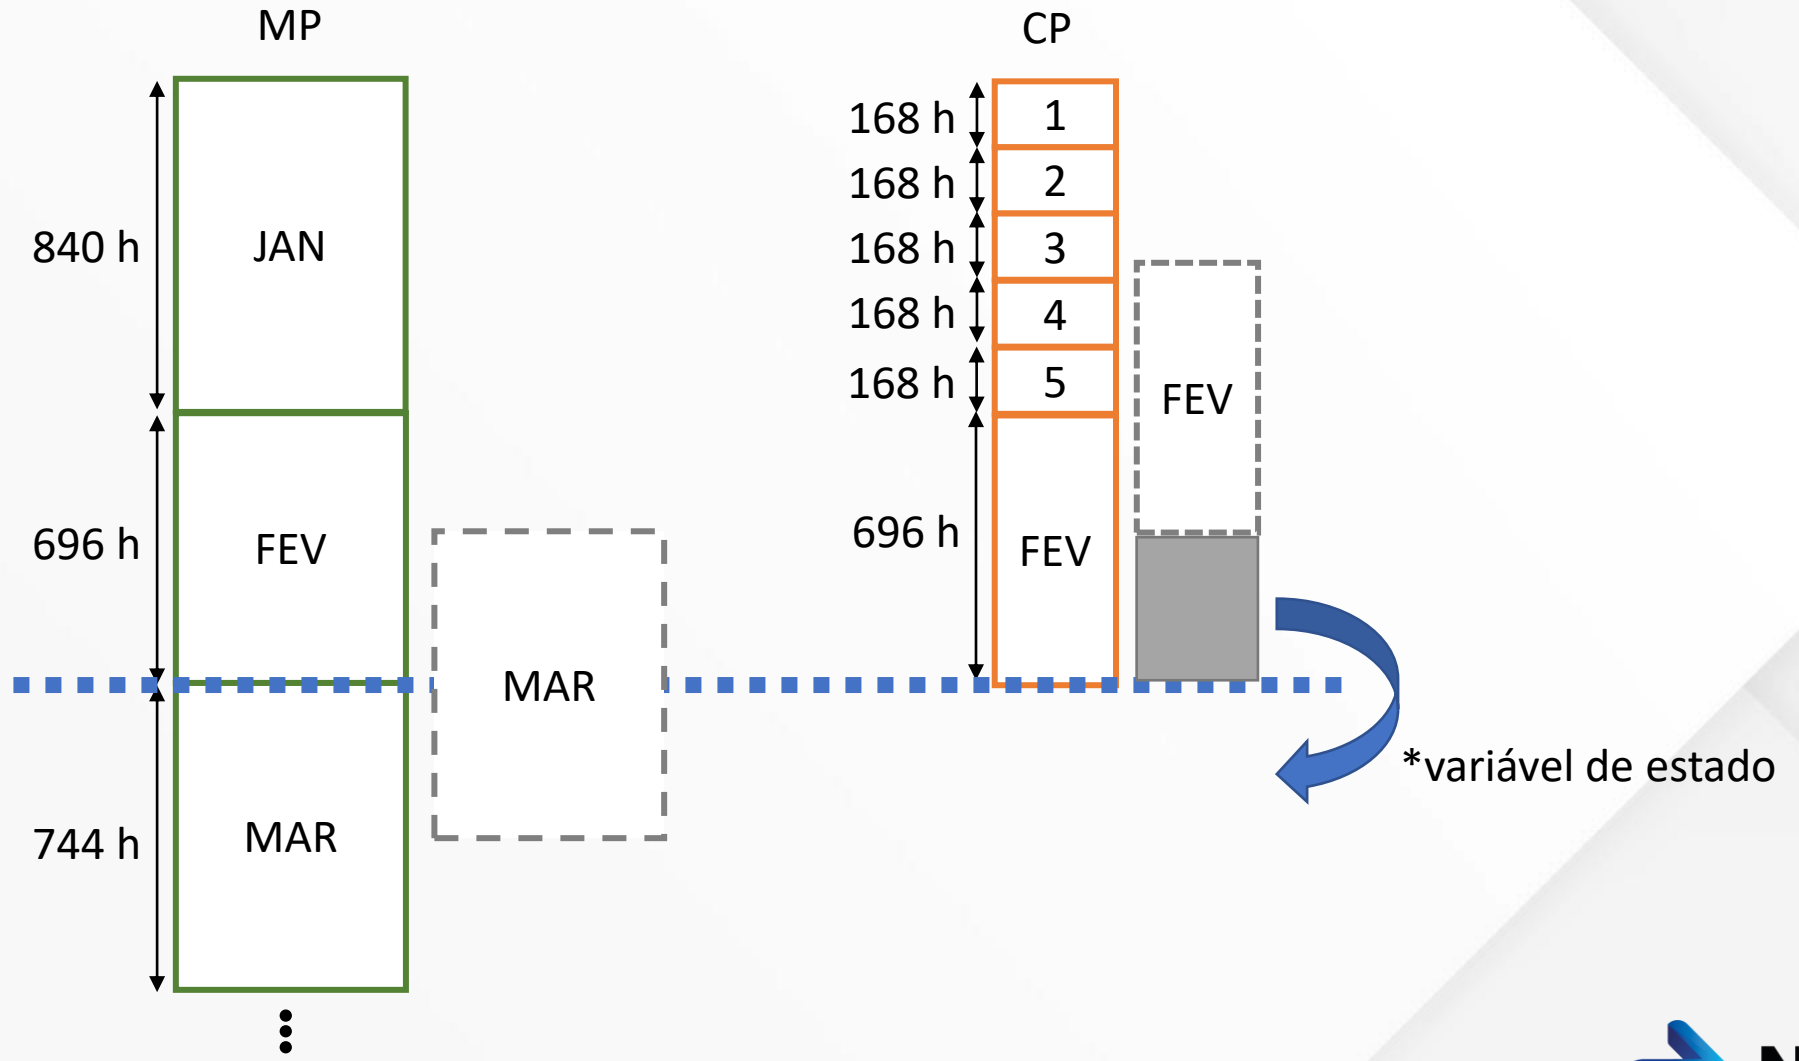 MP
CP
840 h
JAN
696 h
FEV
744 h
MAR
MAR
168 h
1
168 h
2
168 h
3
168 h
4
168 h
5
696 h
FEV
FEV
*variável de estado